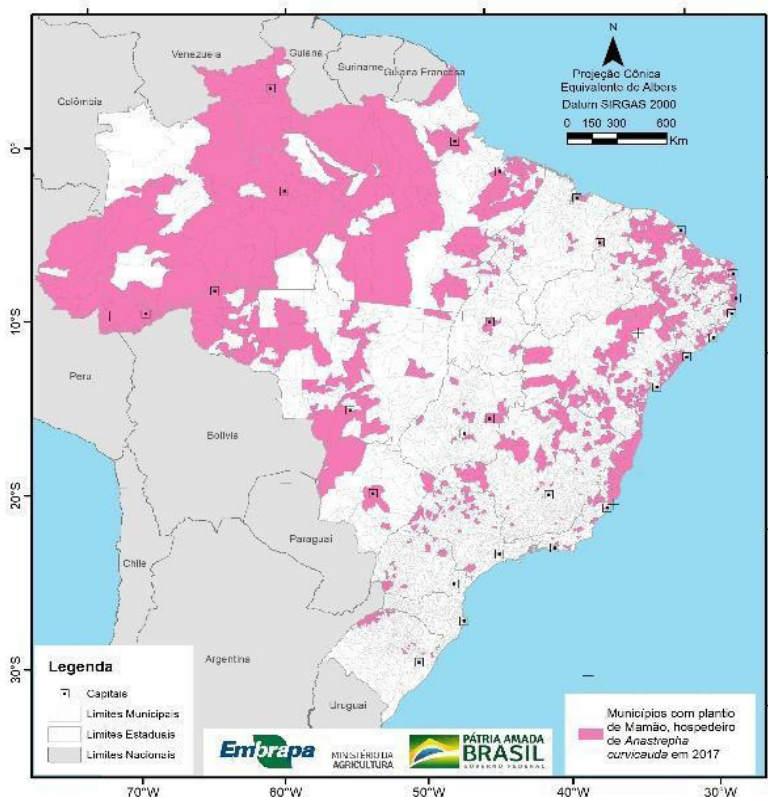 N
Projeção Cônica
Equivalente de Albers
Datum SIRGAS 2000
0 150 300 600
Km
Venezuela
Guiana
Suriname
Guiana Francesa
Colômbia
Peru
Bolívia
Paraguai
Chile
Argentina
Uruguai
0°
10°S
20°S
30°S
Legenda
Capitais
Limites Municipais
Limites Estaduais
Limites Nacionais
Embrapa
MINISTÉRIO DA
AGRICULTURA
PÁTRIA AMADA
BRASIL
GOVERNO FEDERAL
Municípios com plantio
de Mamão, hospedeiro
de Anastrepha
curvicauda em 2017
70°W
60°W
50°W
40°W
30°W